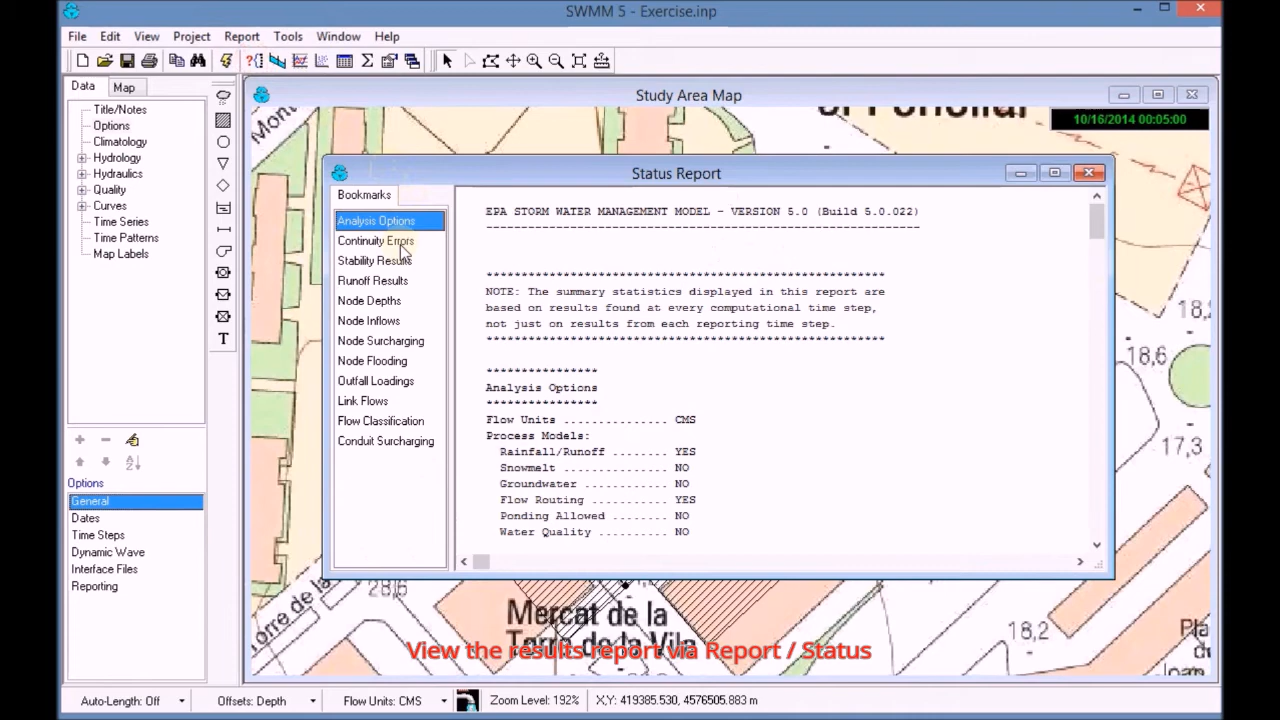 SWMM 5 - Exercise.inp
File Edit View Project Report Tools Window Help
Data Map
Title/Notes
Options
Climatology
Hydrology
Hydraulics
Quality
Curves
Time Series
Time Patterns
Map Labels
T
Options
General
Dates
Time Steps
Dynamic Wave
Interface Files
Reporting
Study Area Map
10/16/2014 00:05:00
Status Report
Bookmarks
Analysis Options
Continuity Errors
Stability Results
Runoff Results
Node Depths
Node Inflows
Node Surcharging
Node Flooding
Outfall Loadings
Link Flows
Flow Classification
Conduit Surcharging
EPA STORM WATER MANAGEMENT MODEL - VERSION 5.0 (Build 5.0.022)
--------------------------------------------------------------
*********************************************************
NOTE: The summary statistics displayed in this report are
based on results found at every computational time step,
not just on results from each reporting time step.
*********************************************************
****************
Analysis Options
****************
Flow Units ............... CMS
Process Models:
Rainfall/Runoff ........ YES
Snowmelt ............... NO
Groundwater ............ NO
Flow Routing ........... YES
Ponding Allowed ........ NO
Water Quality .......... NO
18,6
17,3
28,6
18,2
Mercat de la
Torre de la Vila
View the results report via Report / Status
Auto-Length: Off Offsets: Depth Flow Units: CMS Zoom Level: 192% X,Y: 419385.530, 4576505.883 m